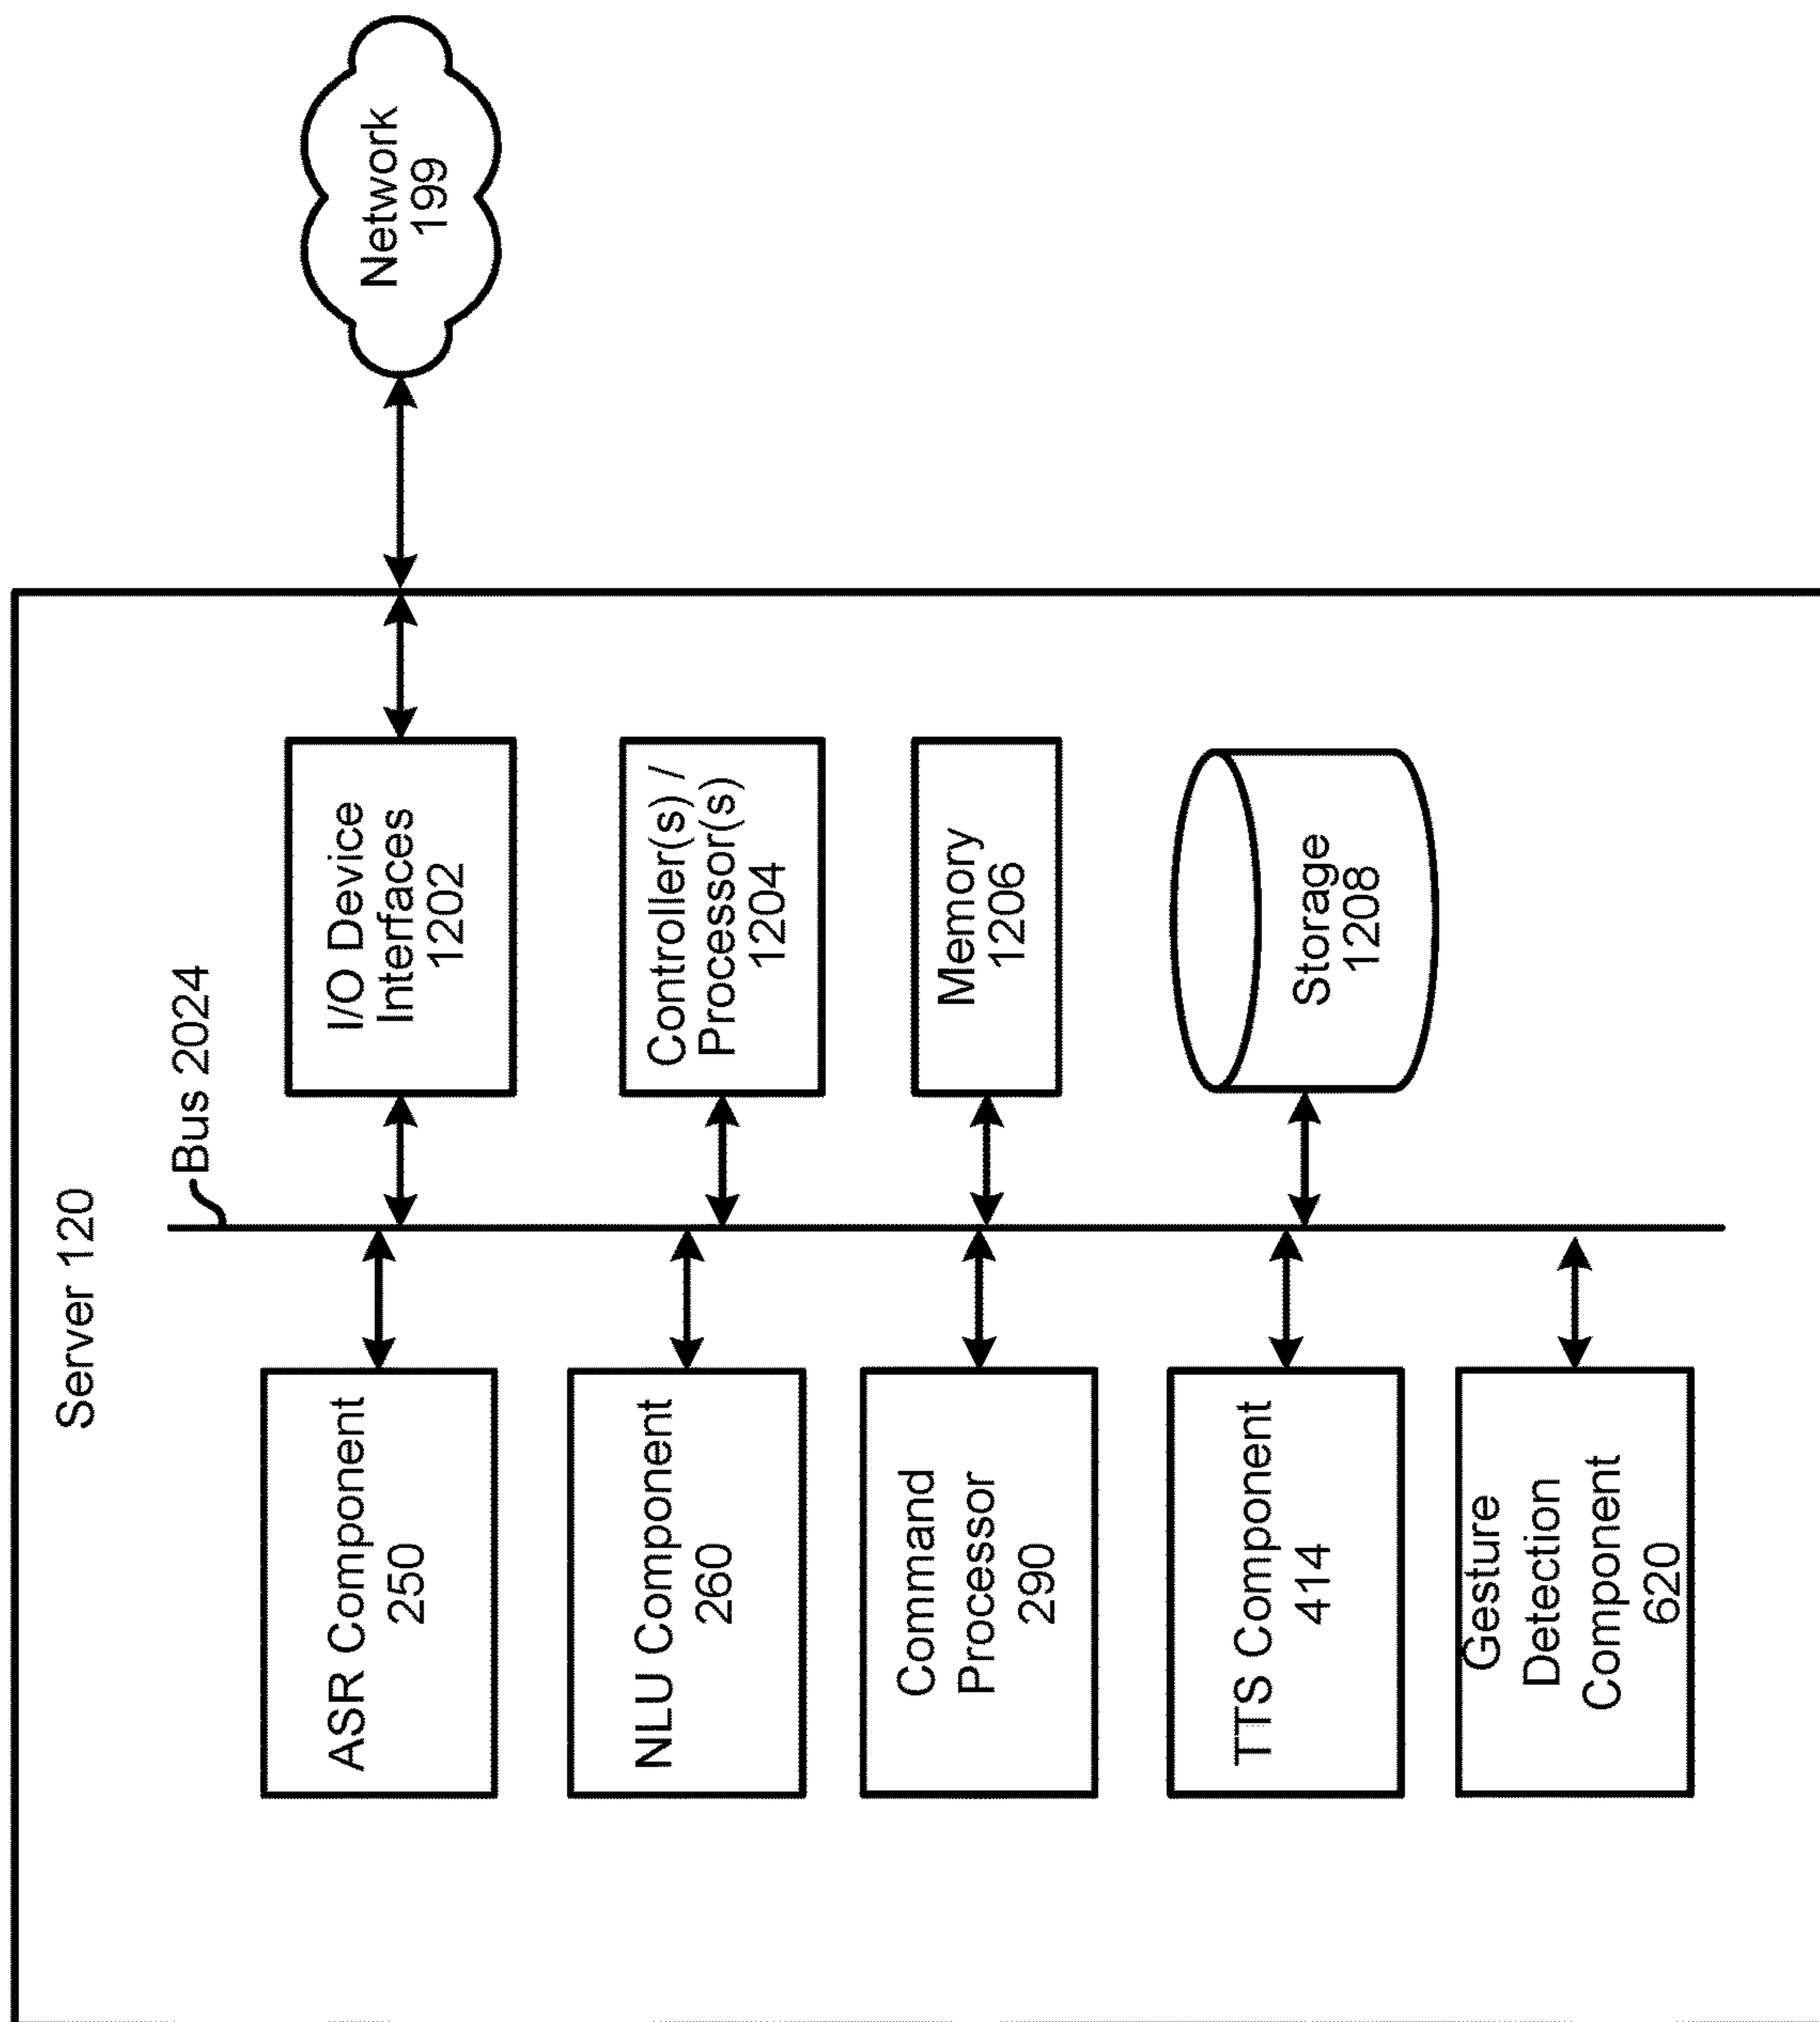 Server 120
Bus 2024
ASR Component
250
NLU Component
260
Command
Processor
290
TTS Component
414
Gesture
Detection
Component
620
I/O Device
Interfaces
1202
Controller(s) /
Processor(s)
1204
Memory
1206
Storage
1208
Network
199